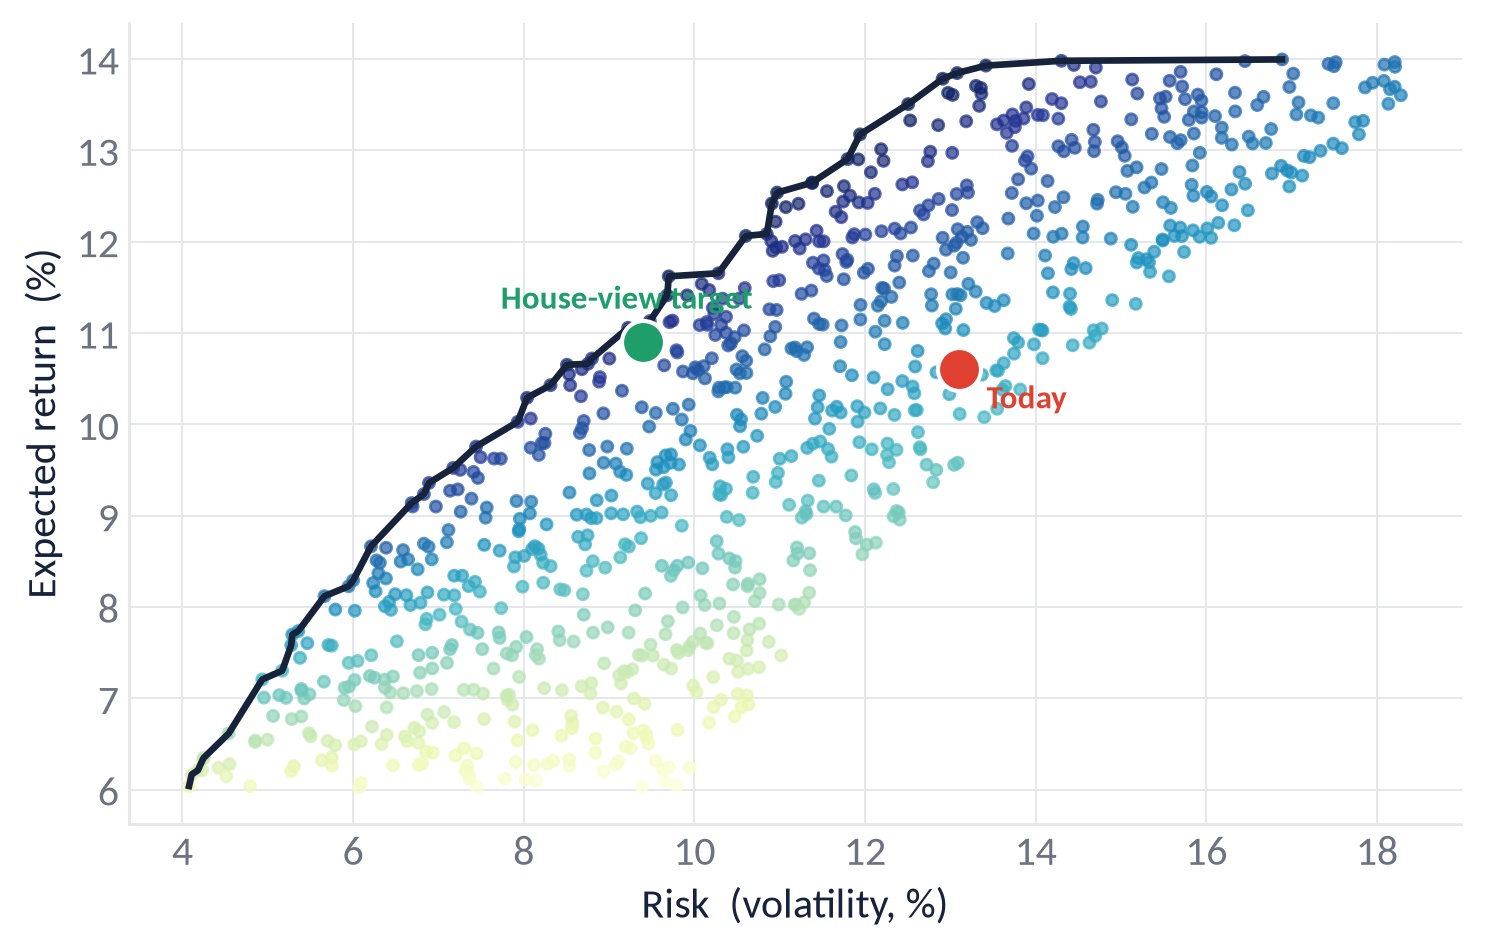 Expected return (%)
14
13
12
11
10
9
8
7
6
House-view target
Today
4 6 8 10 12 14 16 18
Risk (volatility, %)